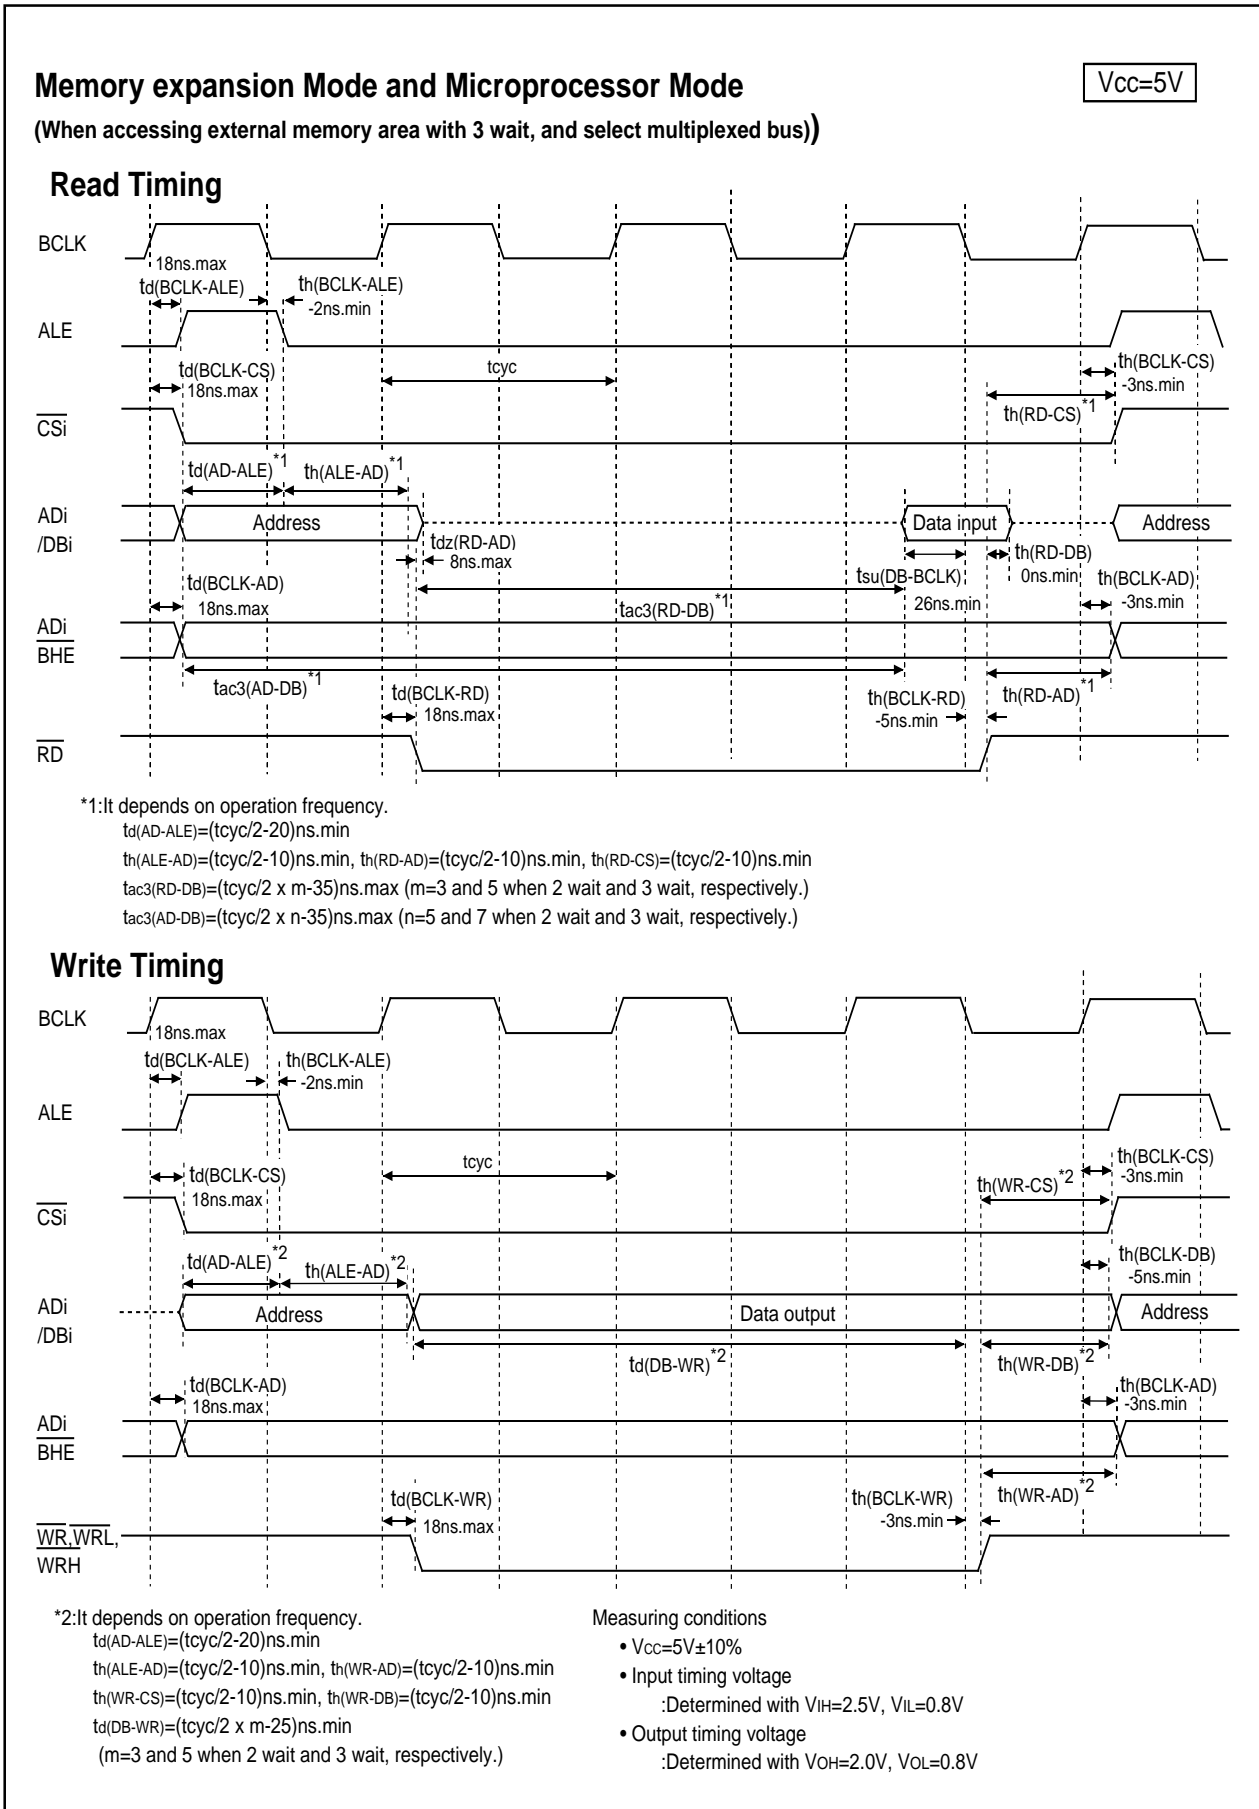 Memory expansion Mode and Microprocessor Mode
Vcc=5V
(When accessing external memory area with 3 wait, and select multiplexed bus))
Read Timing
BCLK
18ns.max
td(BCLK-ALE)
th(BCLK-ALE)
-2ns.min
ALE
td(BCLK-CS)
18ns.max
tcyc
th(BCLK-CS)
-3ns.min
th(RD-CS)*1
CSi
td(AD-ALE)*1
th(ALE-AD)*1
ADi
/DBi
Address
Data input
Address
tdz(RD-AD)
8ns.max
th(RD-DB)
0ns.min
td(BCLK-AD)
18ns.max
tsu(DB-BCLK)
26ns.min
th(BCLK-AD)
-3ns.min
tac3(RD-DB)*1
ADi
BHE
tac3(AD-DB)*1
td(BCLK-RD)
18ns.max
th(BCLK-RD)
-5ns.min
th(RD-AD)*1
RD
*1:It depends on operation frequency.
td(AD-ALE)=(tcyc/2-20)ns.min
th(ALE-AD)=(tcyc/2-10)ns.min, th(RD-AD)=(tcyc/2-10)ns.min, th(RD-CS)=(tcyc/2-10)ns.min
tac3(RD-DB)=(tcyc/2 x m-35)ns.max (m=3 and 5 when 2 wait and 3 wait, respectively.)
tac3(AD-DB)=(tcyc/2 x n-35)ns.max (n=5 and 7 when 2 wait and 3 wait, respectively.)
Write Timing
BCLK
18ns.max
td(BCLK-ALE)
th(BCLK-ALE)
-2ns.min
ALE
td(BCLK-CS)
18ns.max
tcyc
th(BCLK-CS)
-3ns.min
th(WR-CS)*2
CSi
td(AD-ALE)*2
th(ALE-AD)*2
th(BCLK-DB)
-5ns.min
ADi
/DBi
Address
Data output
Address
td(DB-WR)*2
th(WR-DB)*2
td(BCLK-AD)
18ns.max
th(BCLK-AD)
-3ns.min
ADi
BHE
td(BCLK-WR)
18ns.max
th(BCLK-WR)
-3ns.min
th(WR-AD)*2
WR,WRL,
WRH
*2:It depends on operation frequency.
td(AD-ALE)=(tcyc/2-20)ns.min
th(ALE-AD)=(tcyc/2-10)ns.min, th(WR-AD)=(tcyc/2-10)ns.min
th(WR-CS)=(tcyc/2-10)ns.min, th(WR-DB)=(tcyc/2-10)ns.min
td(DB-WR)=(tcyc/2 x m-25)ns.min
(m=3 and 5 when 2 wait and 3 wait, respectively.)
Measuring conditions
• VCC=5V±10%
• Input timing voltage
:Determined with VIH=2.5V, VIL=0.8V
• Output timing voltage
:Determined with VOH=2.0V, VOL=0.8V